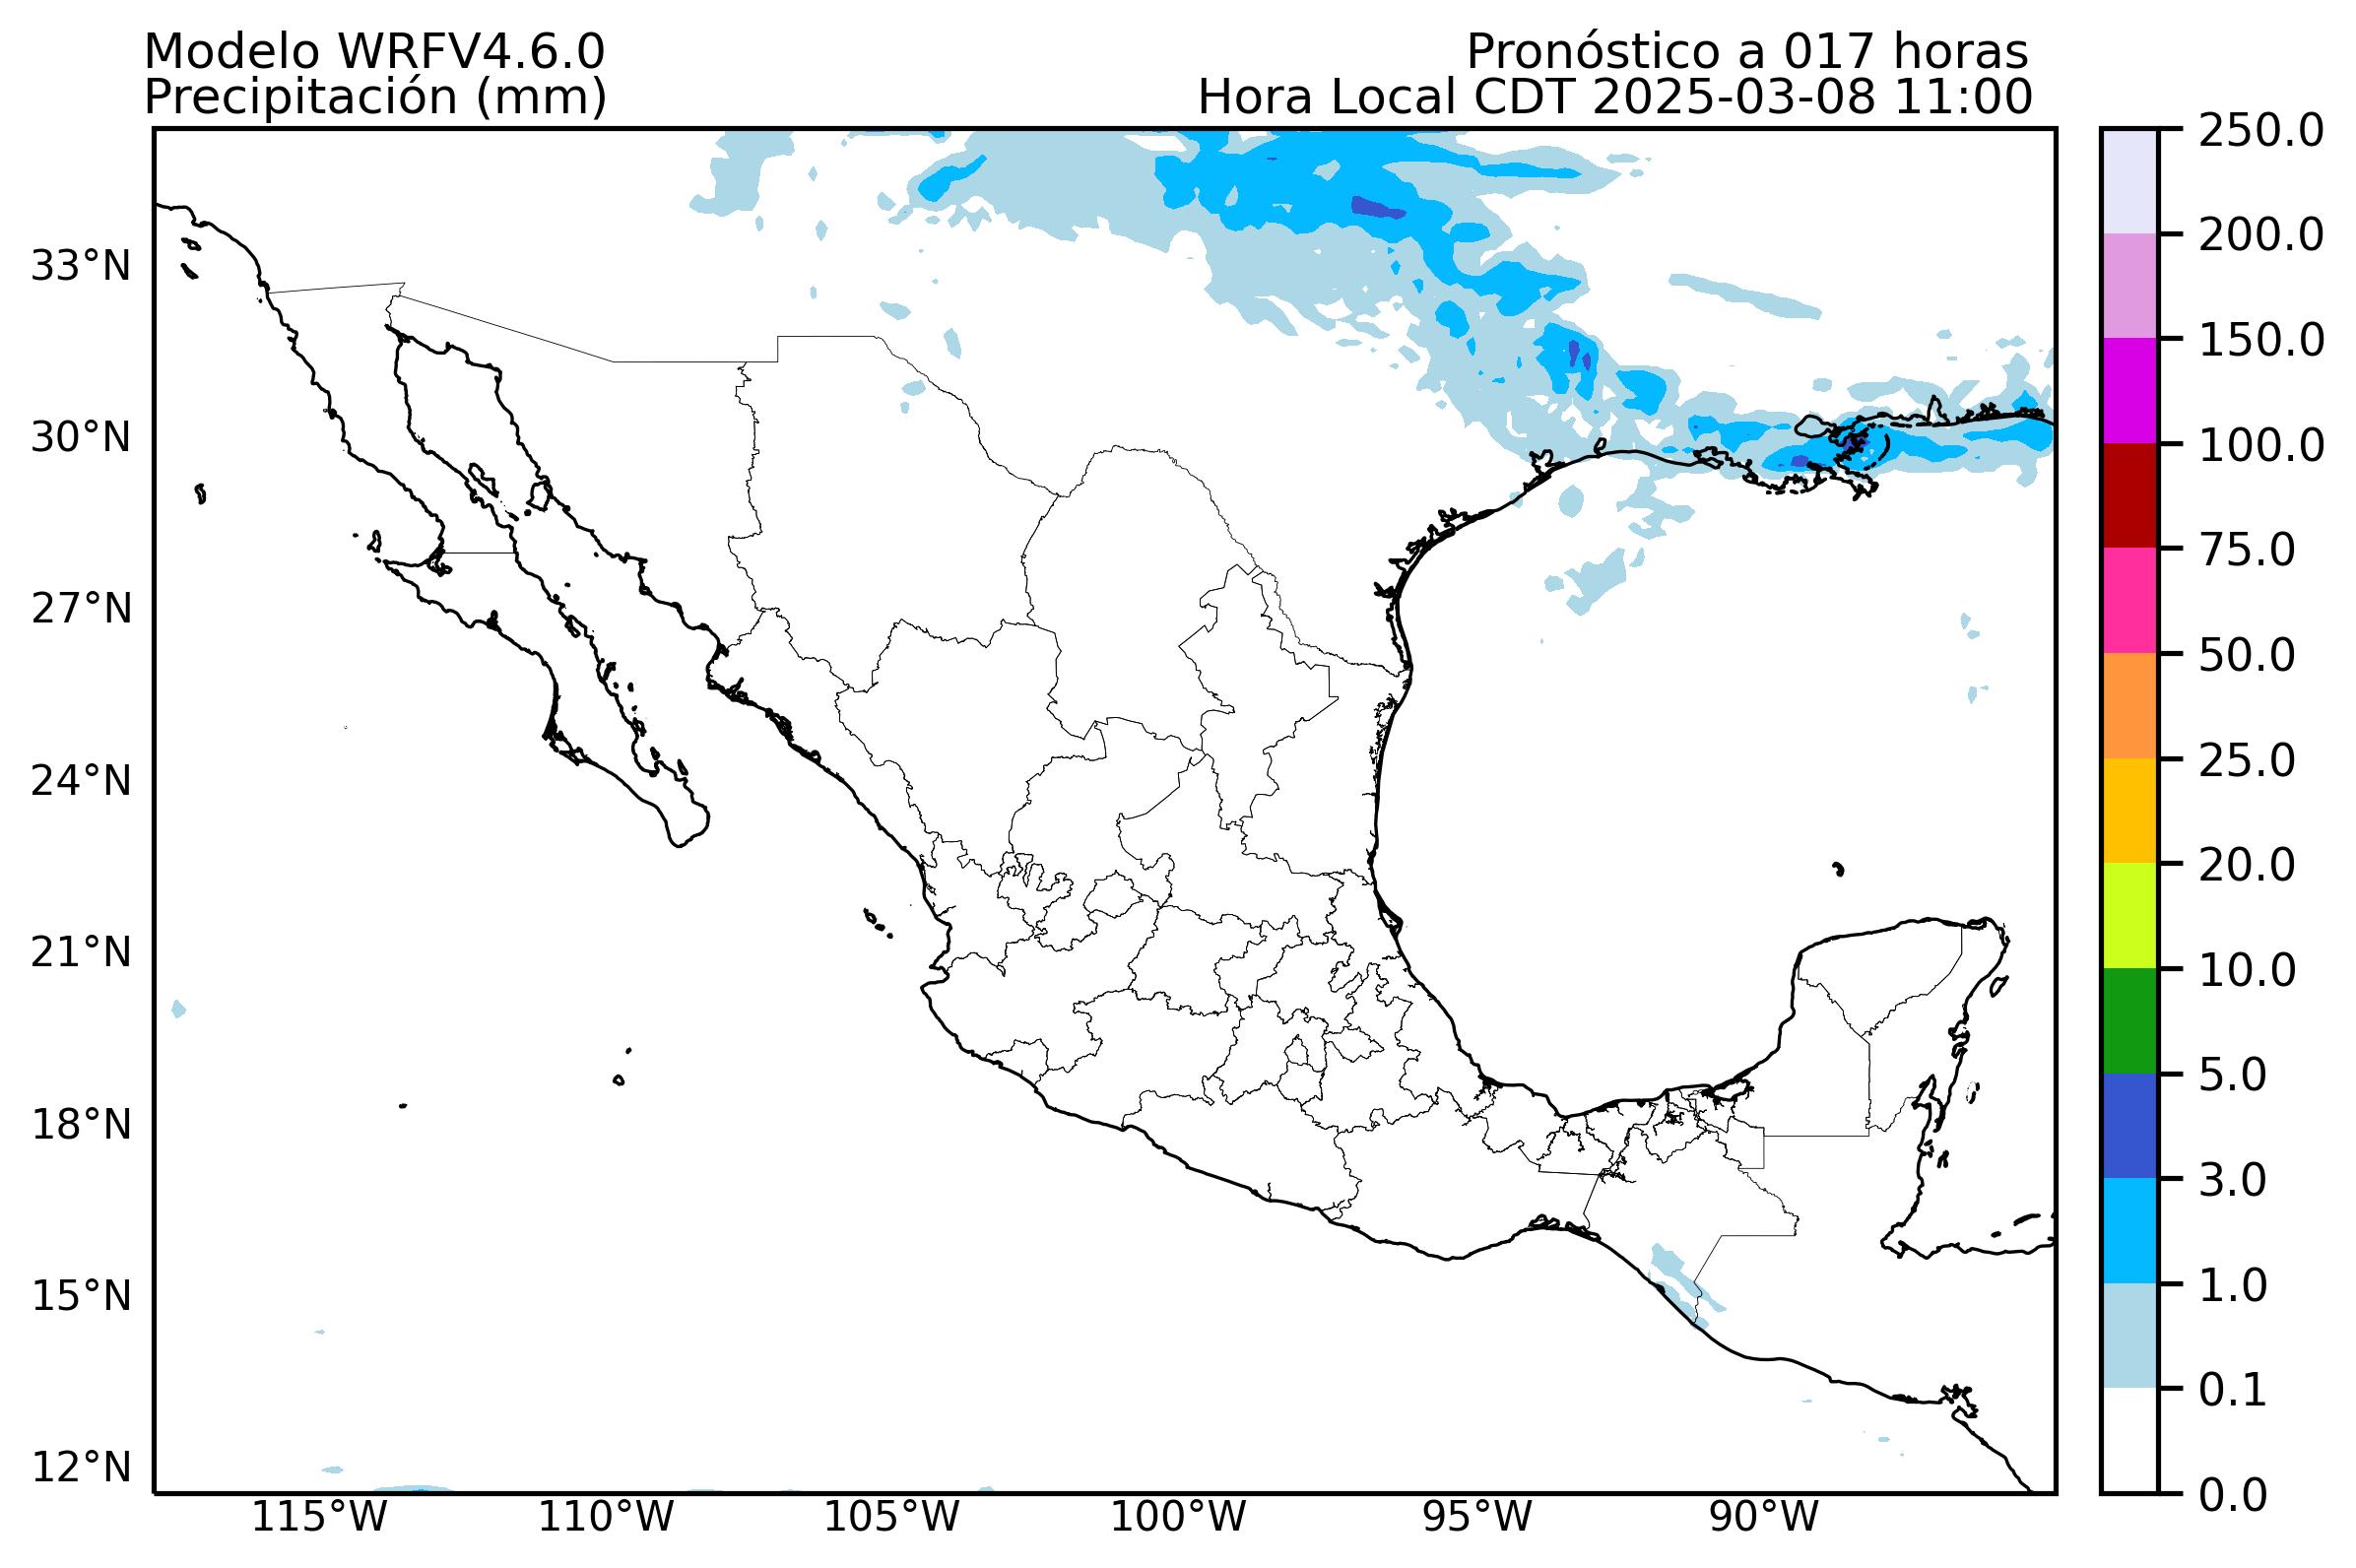 Modelo WRFV4.6.0
Precipitación (mm)
Pronóstico a 017 horas
Hora Local CDT 2025-03-08 11:00
33°N
30°N
27°N
24°N
21°N
18°N
15°N
12°N
115°W
110°W
105°W
100°W
95°W
90°W
250.0
200.0
150.0
100.0
75.0
50.0
25.0
20.0
10.0
5.0
3.0
1.0
0.1
0.0